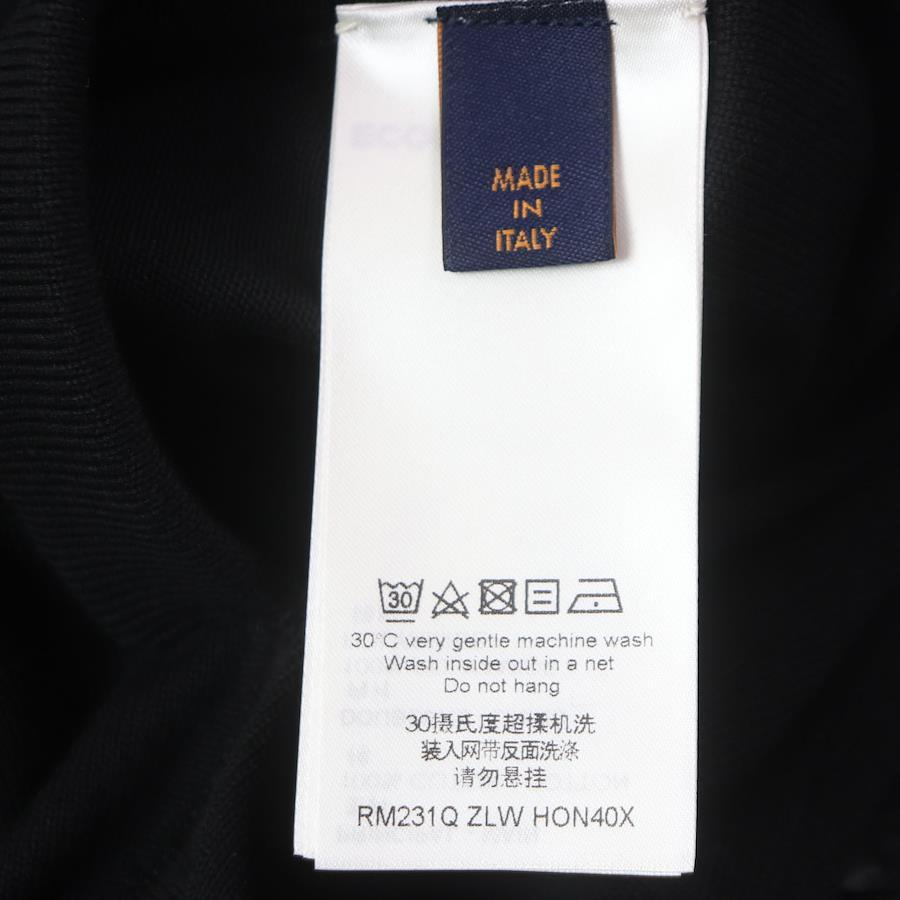 MADE
IN
ITALY
30
30°C very gentle machine wash
Wash inside out in a net
Do not hang
30摄氏度超揉机洗
装入网带反面洗涤
请勿悬挂
RM231Q ZLW HON40X